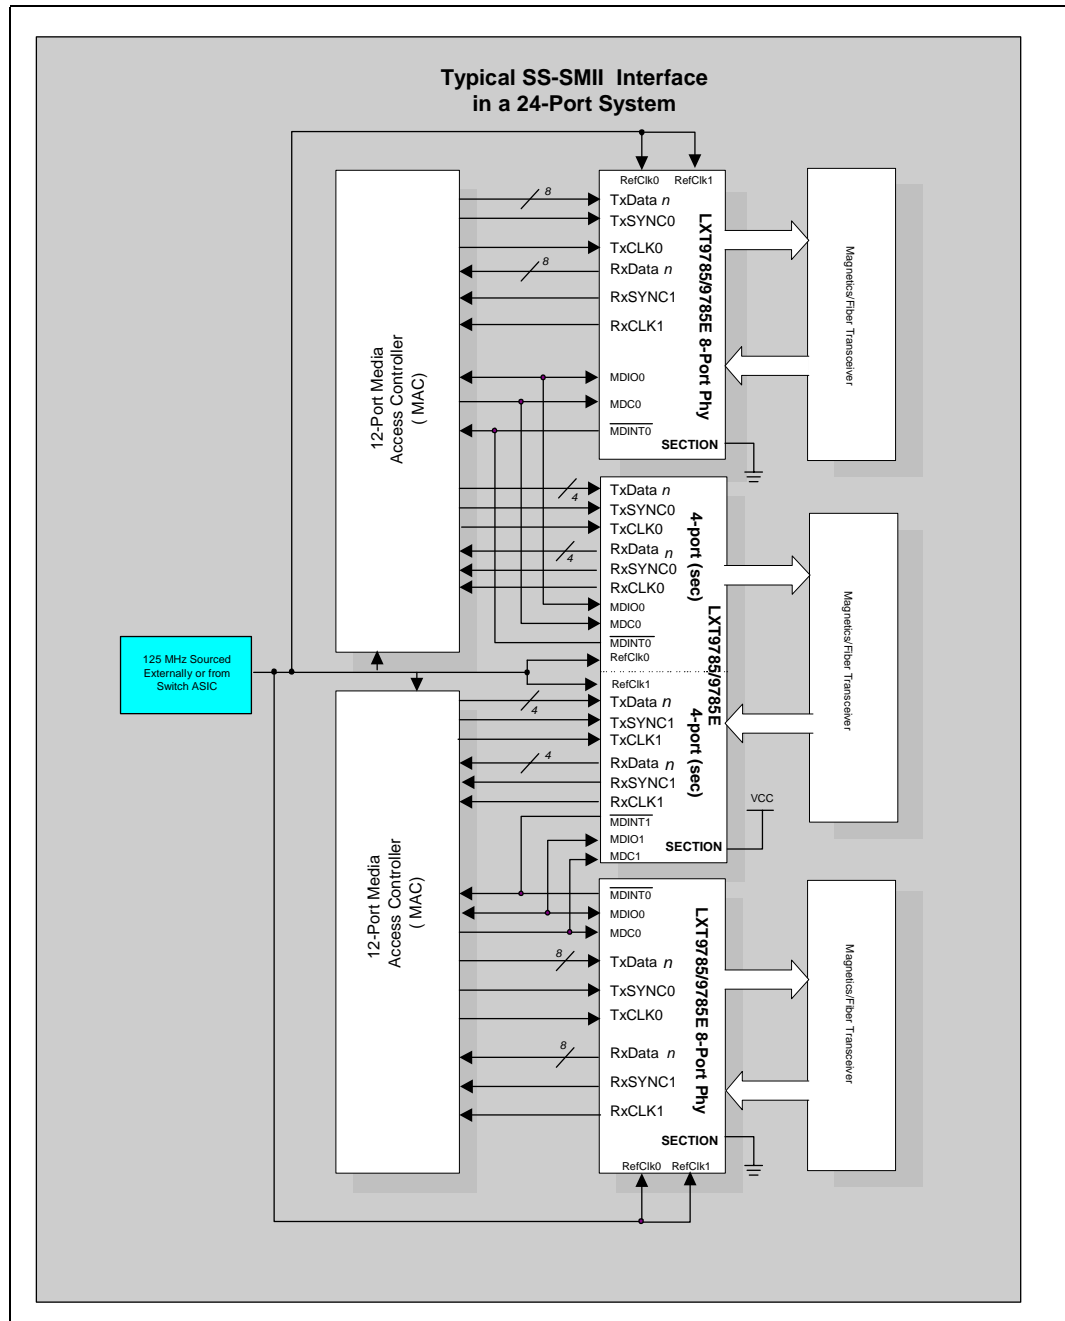 Typical SS-SMII Interface
in a 24-Port System
RefClk0 RefClk1
8
TxData n
TxSYNC0
TxCLK0
8
RxData n
RxSYNC1
RxCLK1
MDIO0
MDC0
MDINT0
SECTION
LXT9785/9785E 8-Port Phy
Magnetics/Fiber Transceiver
12-Port Media
Access Controller
( MAC)
4
TxData n
TxSYNC0
TxCLK0
4
RxData n
RxSYNC0
RxCLK0
MDIO0
MDC0
MDINT0
RefClk0
4-port (sec)
LXT9785/9785E
Magnetics/Fiber Transceiver
125 MHz Sourced
Externally or from
Switch ASIC
RefClk1
4
TxData n
TxSYNC1
TxCLK1
4
RxData n
RxSYNC1
RxCLK1
MDINT1
MDIO1
MDC1
4-port (sec)
SECTION
VCC
12-Port Media
Access Controller
( MAC)
MDINT0
MDIO0
MDC0
8
TxData n
TxSYNC0
TxCLK0
8
RxData n
RxSYNC1
RxCLK1
SECTION
RefClk0 RefClk1
LXT9785/9785E 8-Port Phy
Magnetics/Fiber Transceiver